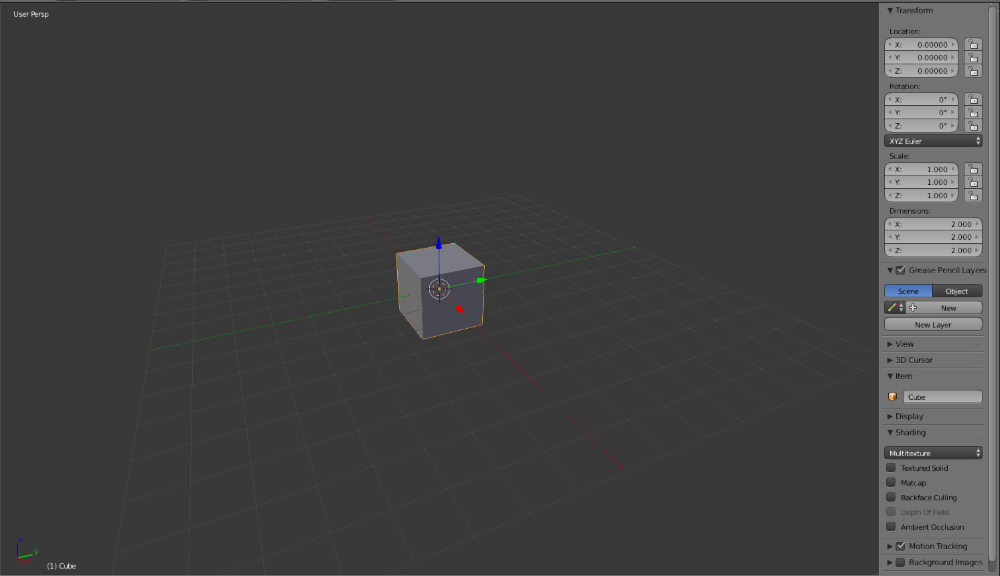 User Persp
Transform
Location:
X: 0.00000
Y: 0.00000
Z: 0.00000
Rotation:
X: 0°
Y: 0°
Z: 0°
XYZ Euler
Scale:
X: 1.000
Y: 1.000
Z: 1.000
Dimensions:
X: 2.000
Y: 2.000
Z: 2.000
Grease Pencil Layers
Scene Object
New
New Layer
View
3D Cursor
Item
Cube
Display
Shading
Multitexture
Textured Solid
Matcap
Backface Culling
Depth Of Field
Ambient Occlusion
Motion Tracking
Background Images
z
y
x
(1) Cube